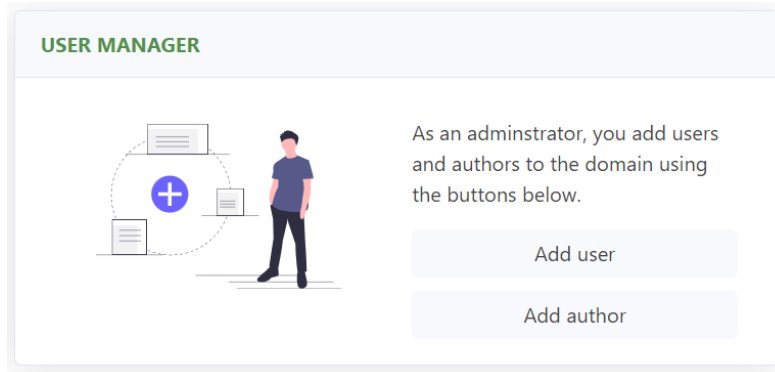 USER MANAGER
As an adminstrator, you add users
and authors to the domain using
the buttons below.
Add user
Add author